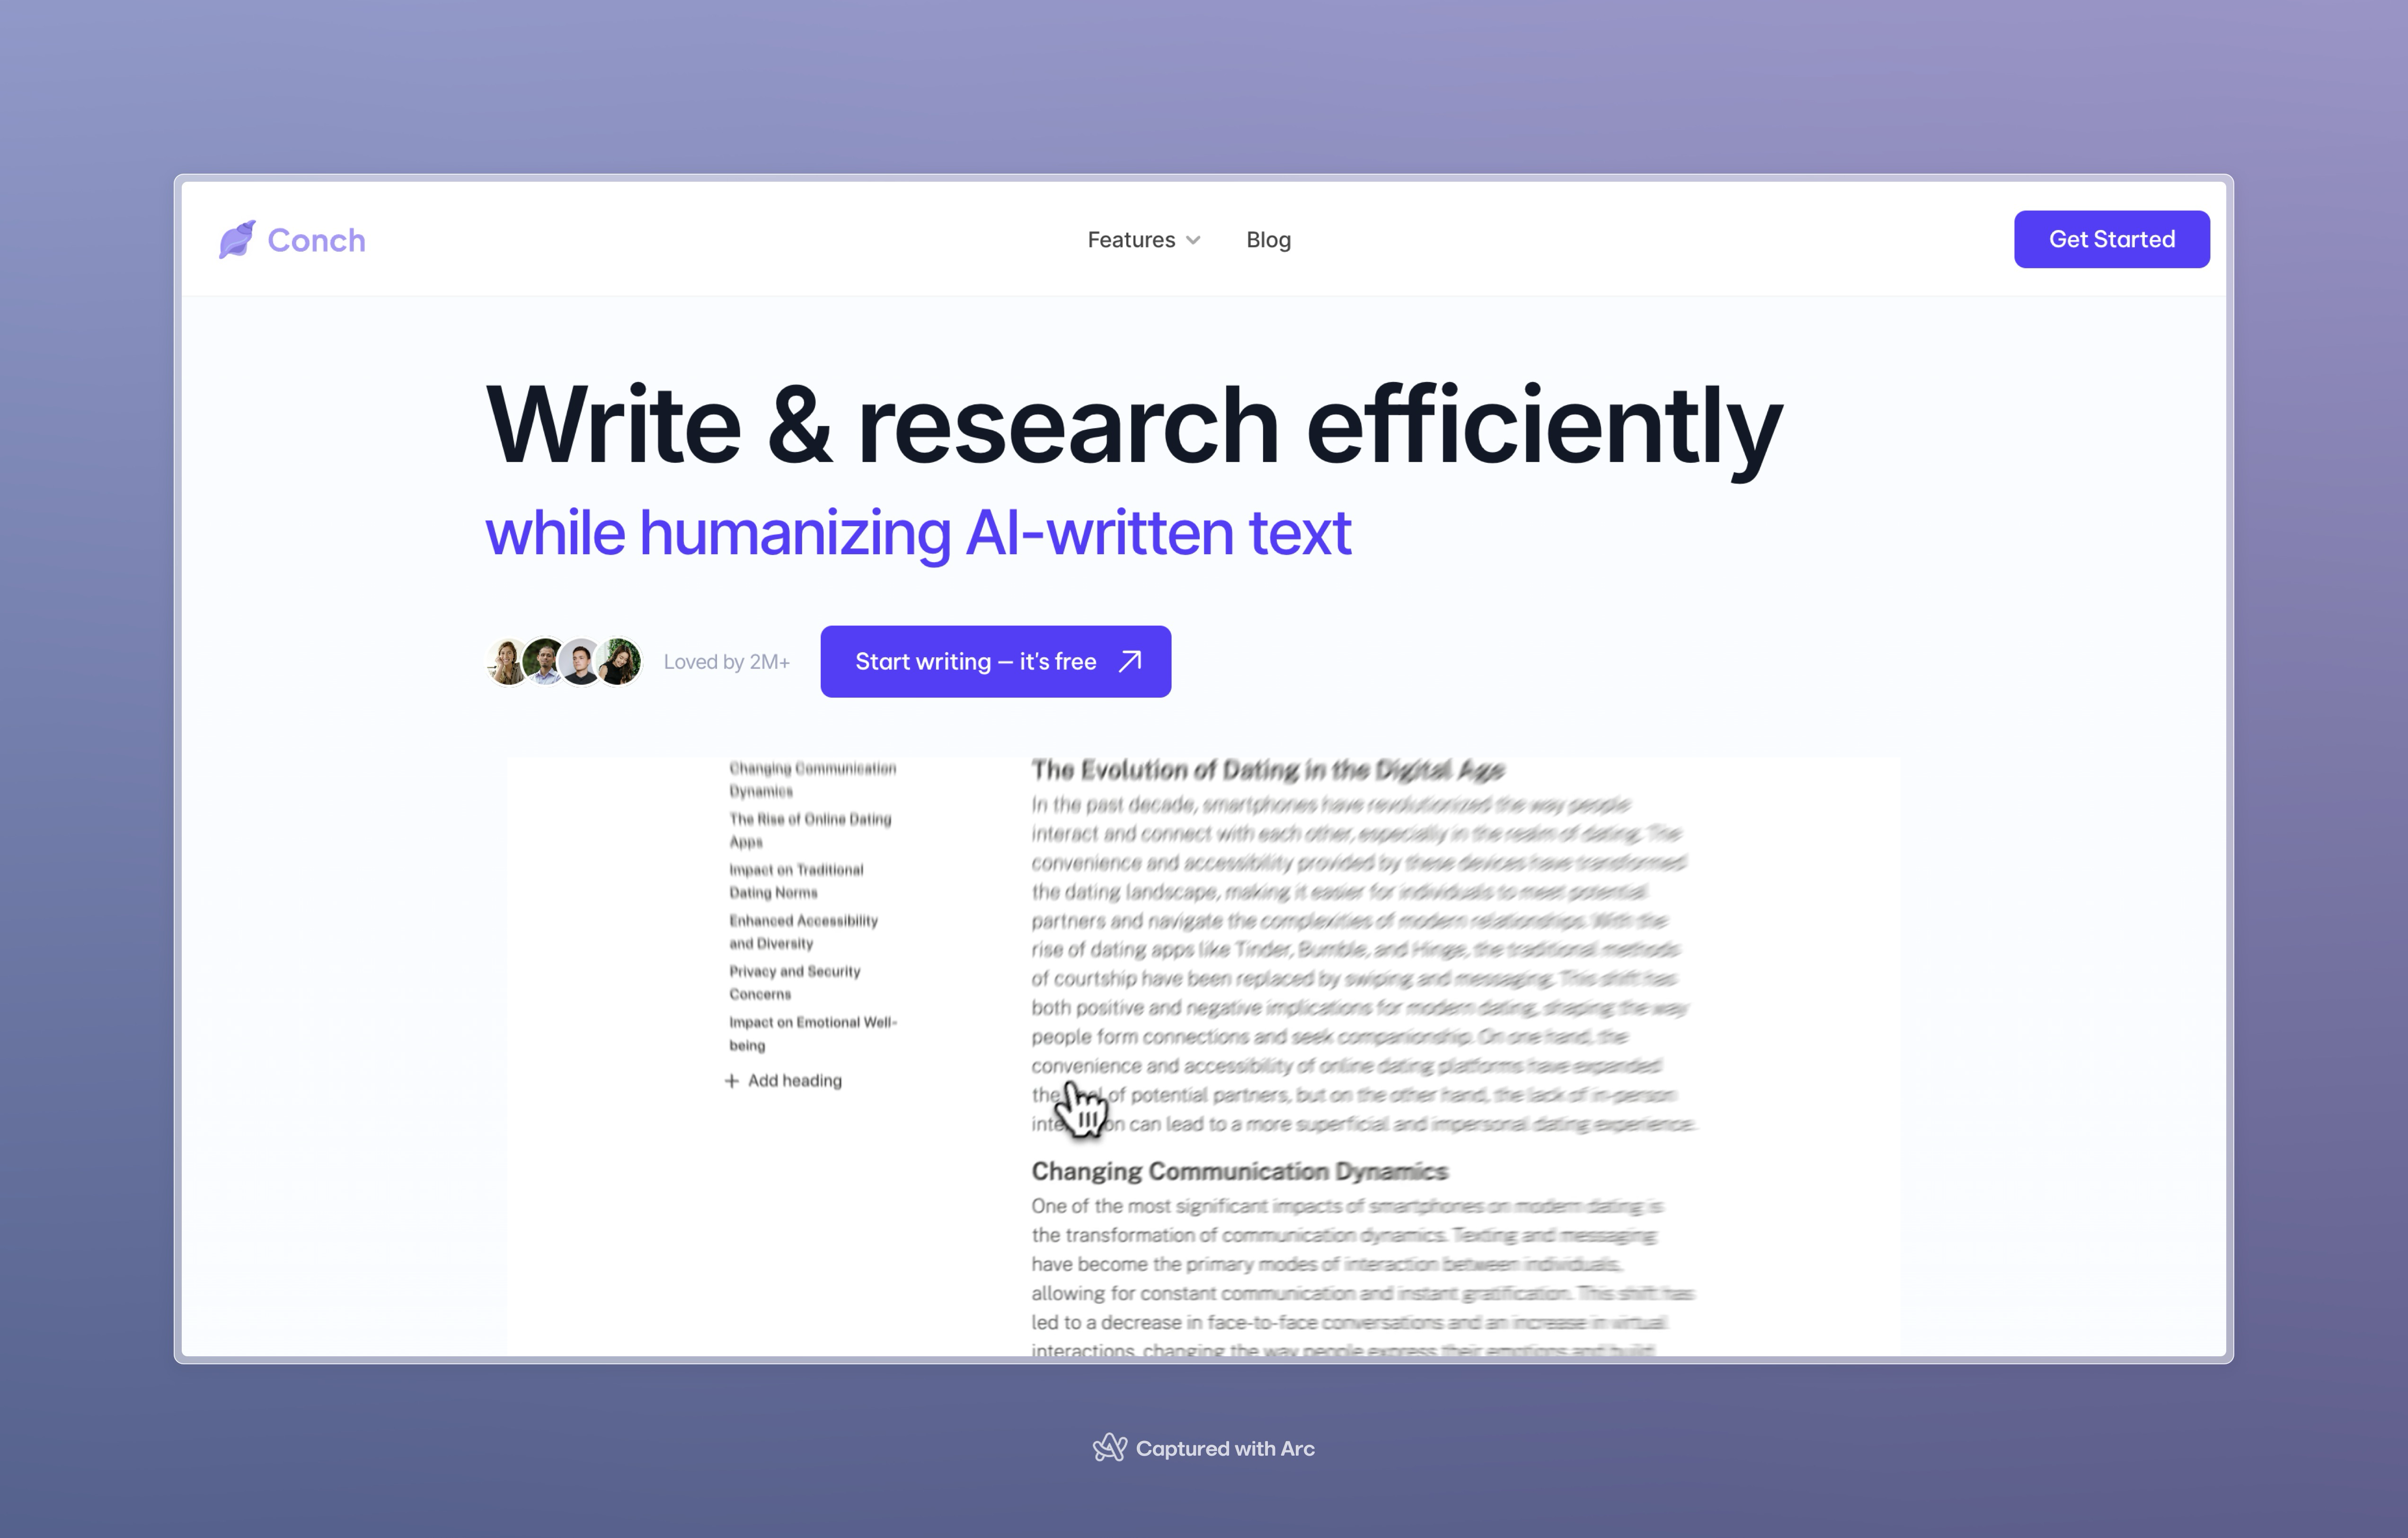 Conch
Features
Blog
Get Started
Write & research efficiently
while humanizing AI-written text
Loved by 2M+
Start writing – it's free
Changing Communication
Dynamics
The Rise of Online Dating
Apps
Impact on Traditional
Dating Norms
Enhanced Accessibility
and Diversity
Privacy and Security
Concerns
Impact on Emotional Well-
being
+ Add heading
The Evolution of Dating in the Digital Age
In the past decade, smartphones have revolutionized the way people
interact and connect with each other, especially in the realm of dating. The
convenience and accessibility provided by these devices have transformed
the dating landscape, making it easier for individuals to meet potential
partners and navigate the complexities of modern relationships. With the
rise of dating apps like Tinder, Bumble, and Hinge, the traditional methods
of courtship have been replaced by swiping and messaging. This shift has
both positive and negative implications for modern dating, shaping the way
people form connections and seek companionship. On one hand, the
convenience and accessibility of online dating platforms have expanded
the of potential partners, but on the other hand, the lack of in-person
can lead to a more superficial and impersonal dating experience.
Changing Communication Dynamics
One of the most significant impacts of smartphones on modern dating is
the transformation of communication dynamics. Texting and messaging
have become the primary modes of interaction between individuals,
allowing for constant communication and instant gratification. This shift has
led to a decrease in face-to-face conversations and an increase in virtual
interactions, changing the way people express their emotions and build
Captured with Arc